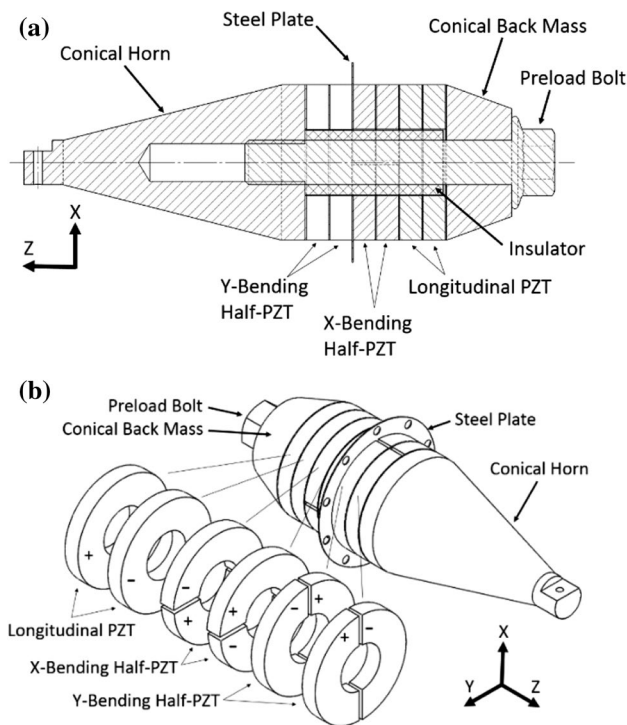 (a)
Steel Plate
Conical Back Mass
Conical Horn
Preload Bolt
X
Z
Insulator
Y-Bending
Half-PZT
X-Bending
Half-PZT
Longitudinal PZT
(b)
Preload Bolt
Conical Back Mass
Steel Plate
Conical Horn
+
-
-
+
+
-
-
+
+
-
Longitudinal PZT
X-Bending Half-PZT
Y-Bending Half-PZT
X
Y
Z